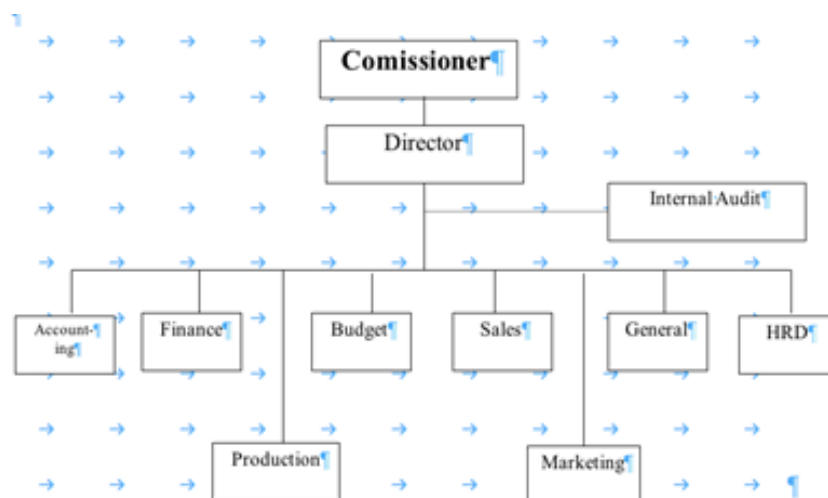 Comissioner
Director
Internal Audit
Account-
ing
Finance
Budget
Sales
General
HRD
Production
Marketing